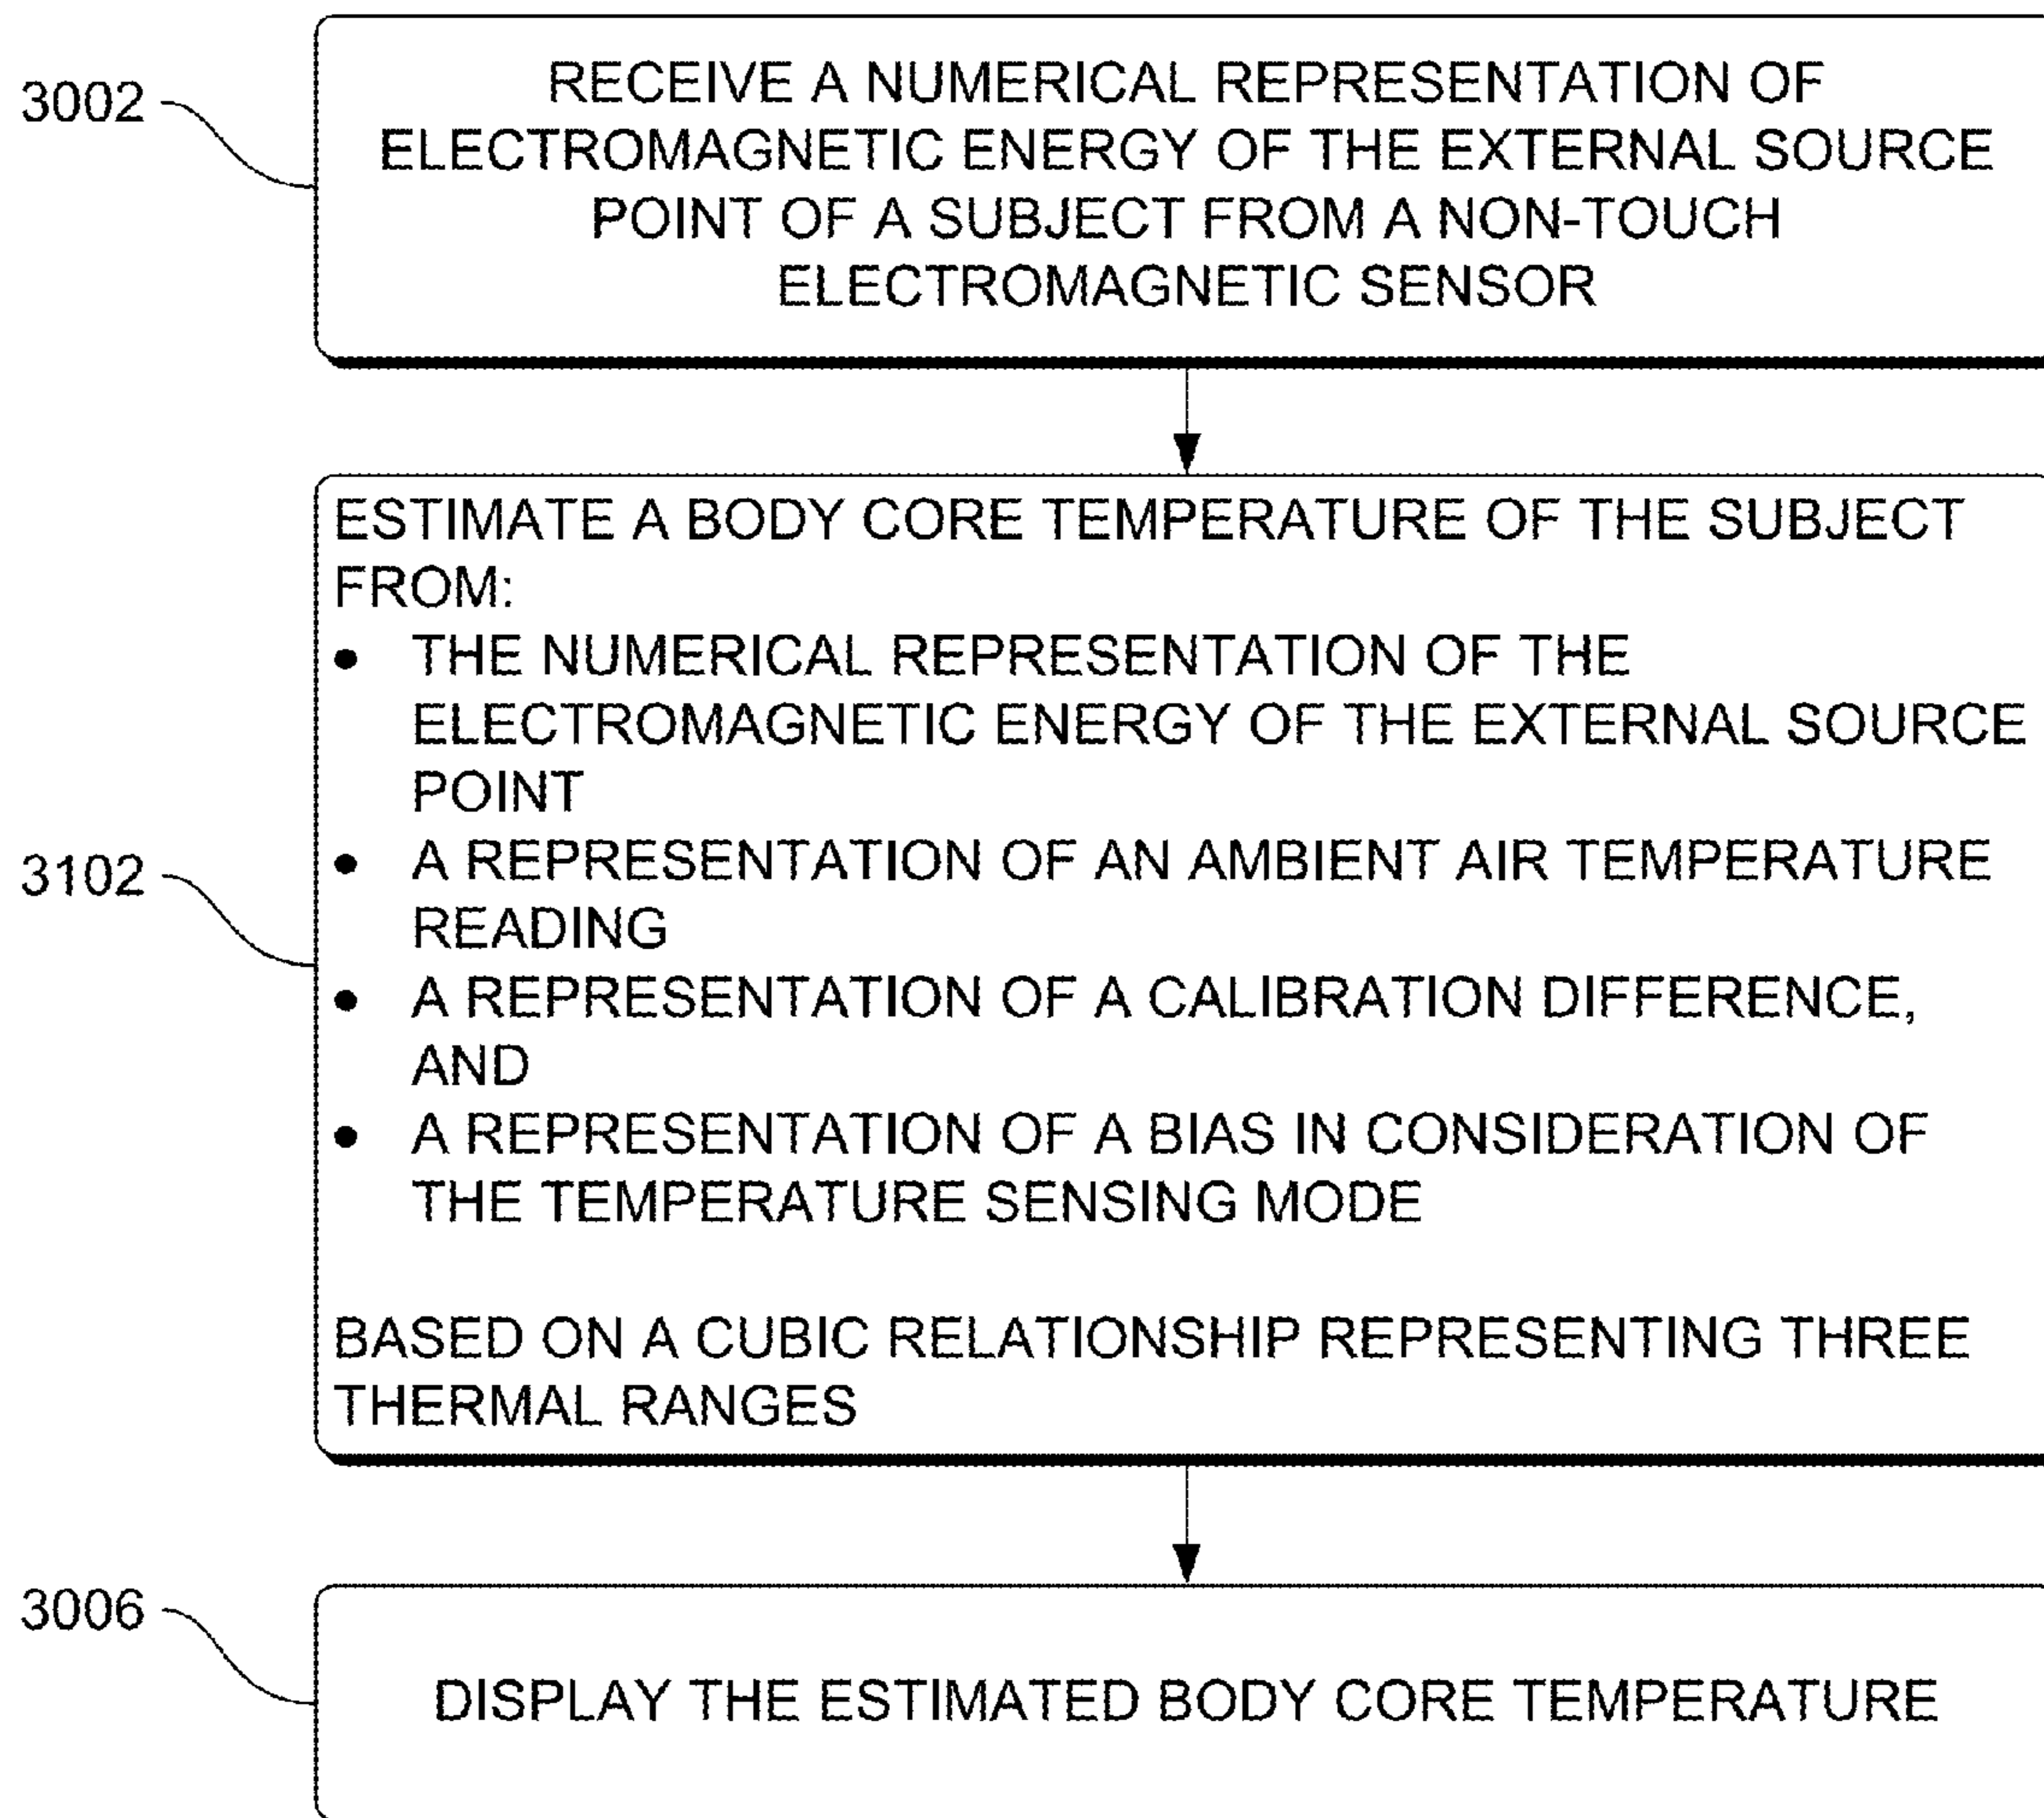 3002
RECEIVE A NUMERICAL REPRESENTATION OF
ELECTROMAGNETIC ENERGY OF THE EXTERNAL SOURCE
POINT OF A SUBJECT FROM A NON-TOUCH
ELECTROMAGNETIC SENSOR
3102
ESTIMATE A BODY CORE TEMPERATURE OF THE SUBJECT
FROM:
• THE NUMERICAL REPRESENTATION OF THE
ELECTROMAGNETIC ENERGY OF THE EXTERNAL SOURCE
POINT
• A REPRESENTATION OF AN AMBIENT AIR TEMPERATURE
READING
• A REPRESENTATION OF A CALIBRATION DIFFERENCE,
AND
• A REPRESENTATION OF A BIAS IN CONSIDERATION OF
THE TEMPERATURE SENSING MODE
BASED ON A CUBIC RELATIONSHIP REPRESENTING THREE
THERMAL RANGES
3006
DISPLAY THE ESTIMATED BODY CORE TEMPERATURE